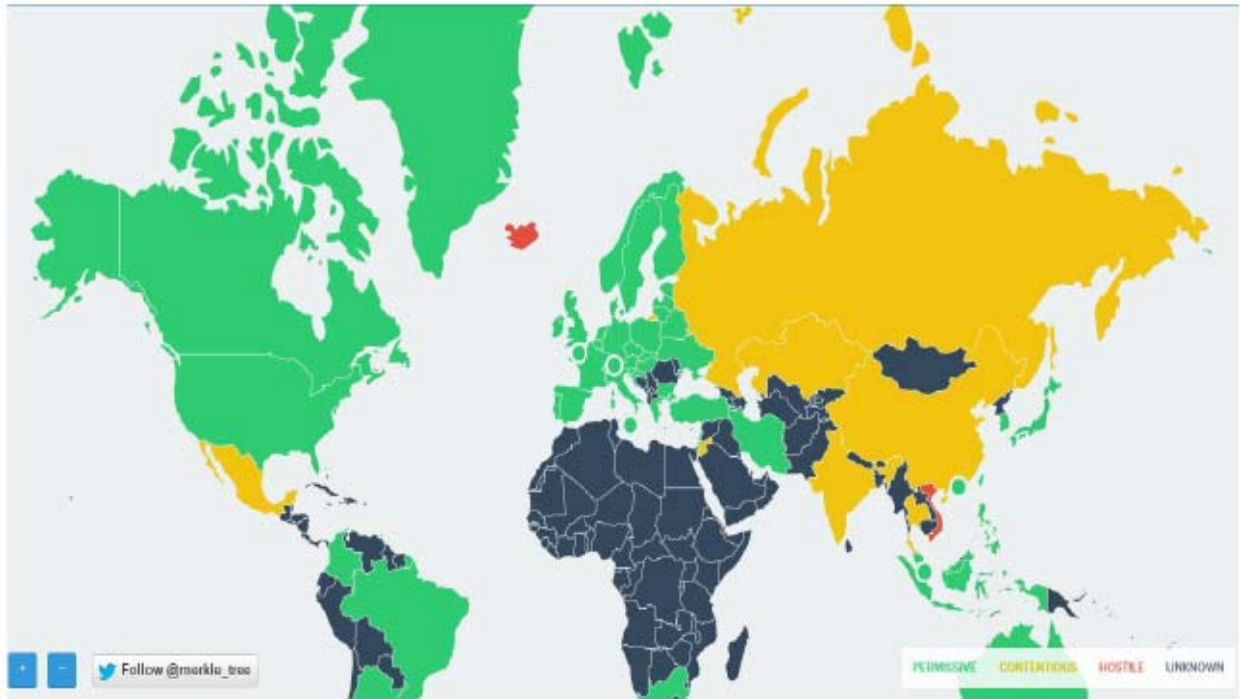 +
−
Follow @merkle_tree
PERMISSIVE CONTENTIOUS HOSTILE UNKNOWN